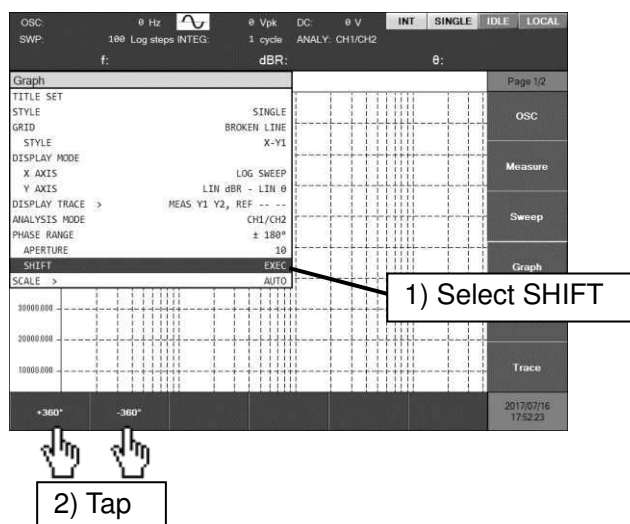 OSC: 0 Hz 0 Vpk DC: 0 V INT SINGLE IDLE LOCAL
SWP: 100 Log steps INTEG: 1 cycle ANALY: CH1/CH2
f: dBR: θ:
Graph
Page 1/2
TITLE SET
STYLE SINGLE
GRID BROKEN LINE
STYLE X-Y1
DISPLAY MODE
X AXIS LOG SWEEP
Y AXIS LIN dBR - LIN θ
DISPLAY TRACE > MEAS Y1 Y2, REF -- --
ANALYSIS MODE CH1/CH2
PHASE RANGE ± 180°
APERTURE 10
SHIFT EXEC
SCALE > AUTO
OSC
Measure
Sweep
Graph
Trace
1) Select SHIFT
30000.000
20000.000
10000.000
+360° -360°
2017/07/16
17:52:23
2) Tap